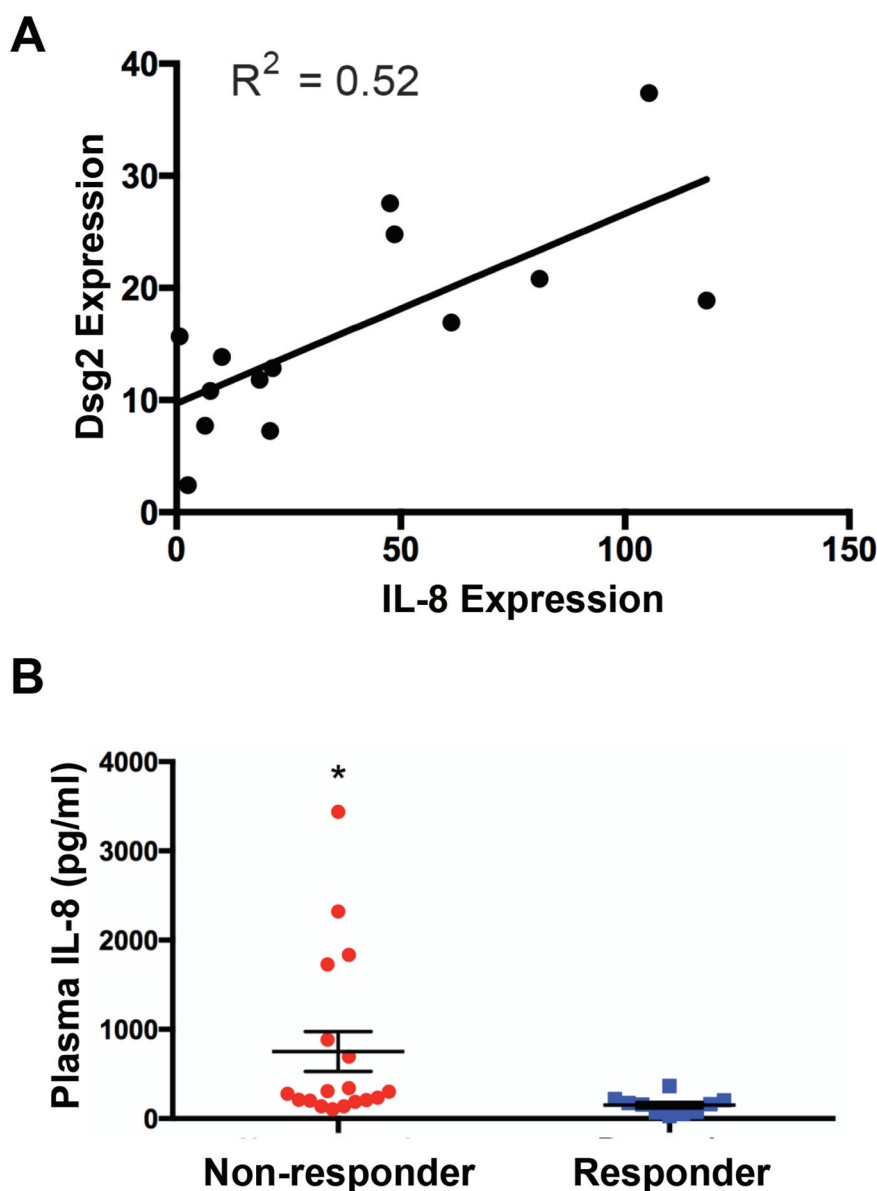 A
R² = 0.52
40
30
20
10
0
Dsg2 Expression
0 50 100 150
IL-8 Expression
B
4000
3000
2000
1000
0
Plasma IL-8 (pg/ml)
*
Non-responder Responder